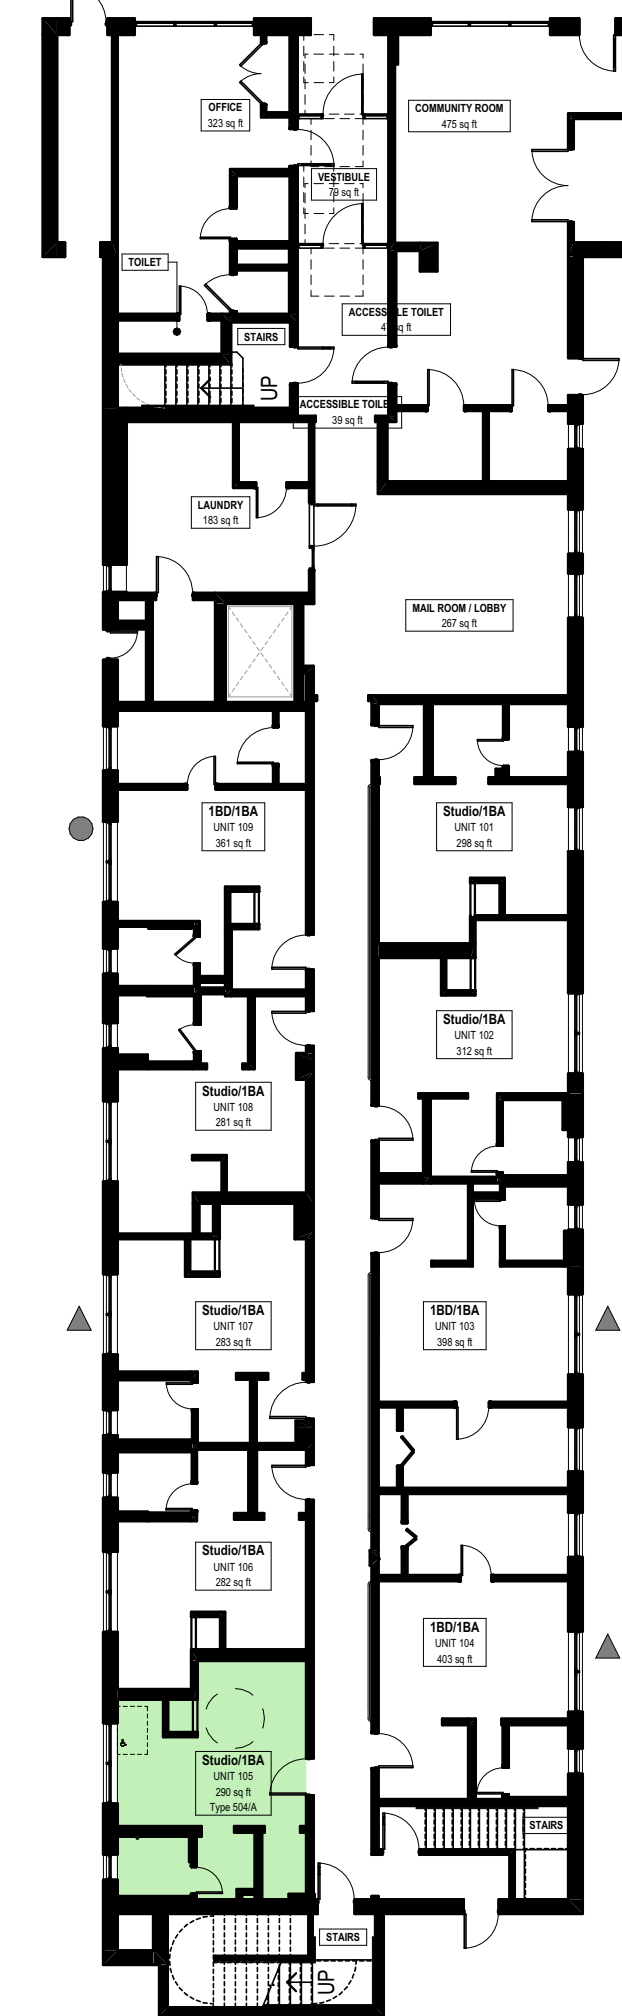 OFFICE
323 sq ft
COMMUNITY ROOM
475 sq ft
VESTIBULE
79 sq ft
TOILET
ACCESSIBLE TOILET
sq ft
STAIRS
UP
ACCESSIBLE TOILET
39 sq ft
LAUNDRY
183 sq ft
MAIL ROOM / LOBBY
267 sq ft
1BD/1BA
UNIT 109
361 sq ft
Studio/1BA
UNIT 101
298 sq ft
Studio/1BA
UNIT 102
312 sq ft
Studio/1BA
UNIT 108
281 sq ft
Studio/1BA
UNIT 107
283 sq ft
1BD/1BA
UNIT 103
398 sq ft
Studio/1BA
UNIT 106
282 sq ft
1BD/1BA
UNIT 104
403 sq ft
Studio/1BA
UNIT 105
290 sq ft
Type 504/A
STAIRS
STAIRS
UP